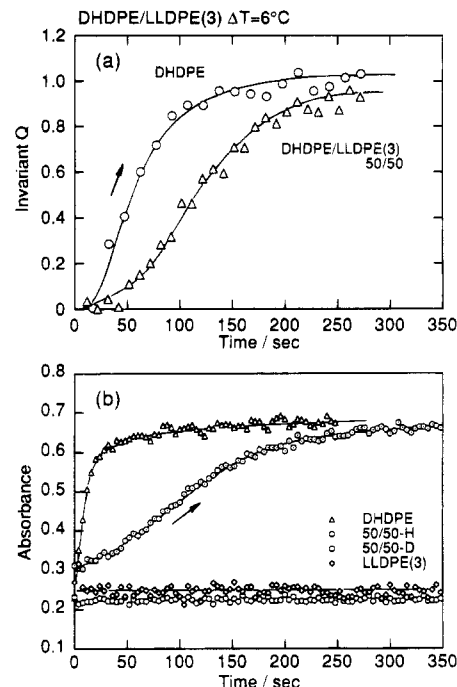 DHDPE/LLDPE(3) ΔT=6°C
(a)
DHDPE
DHDPE/LLDPE(3)
50/50
Invariant Q
1.2
1.0
0.8
0.6
0.4
0.2
0
0 50 100 150 200 250 300 350
Time / sec
(b)
Absorbance
0.8
0.7
0.6
0.5
0.4
0.3
0.2
0.1
DHDPE
50/50-H
50/50-D
LLDPE(3)
0 50 100 150 200 250 300 350
Time / sec